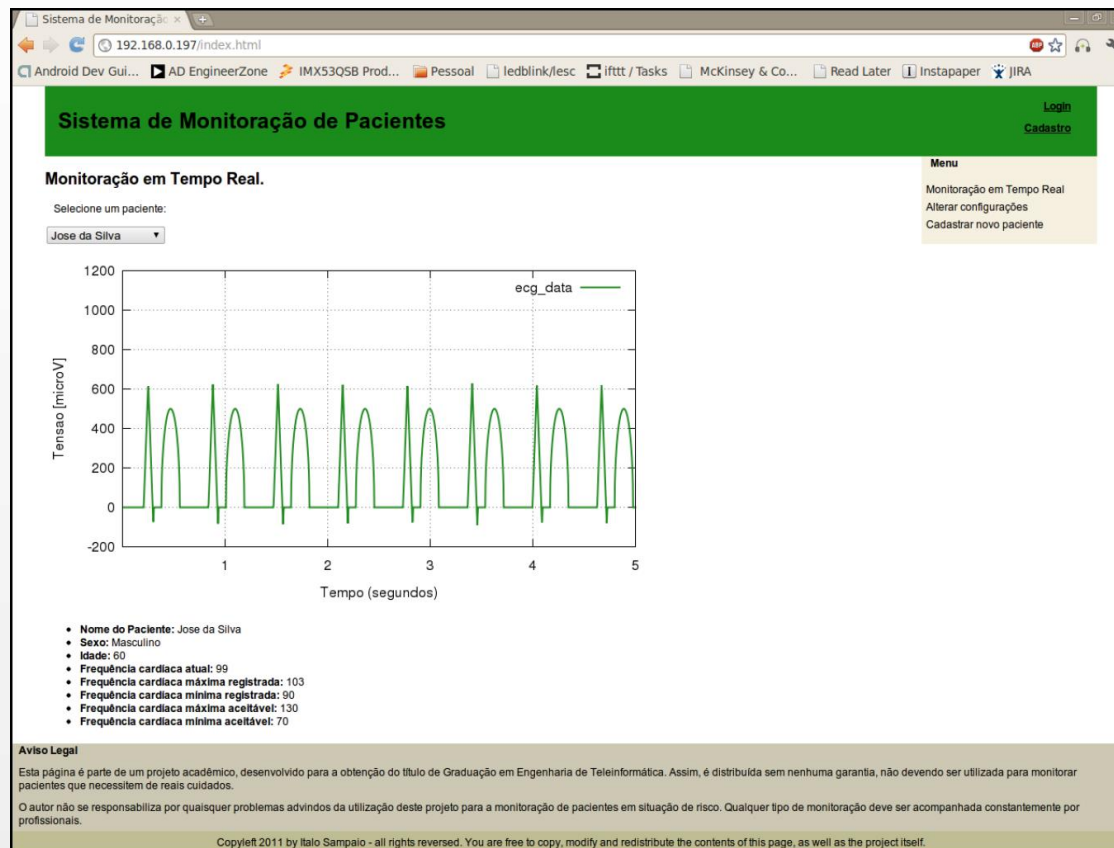 Sistema de Monitoraçã
192.168.0.197/index.html
ABP
Android Dev Gui...
AD EngineerZone
IMX53QSB Prod...
Pessoal
ledblink/lesc
ifttt / Tasks
McKinsey & Co...
Read Later
I Instapaper
JIRA
Sistema de Monitoração de Pacientes
Login
Cadastro
Menu
Monitoração em Tempo Real
Alterar configurações
Cadastrar novo paciente
Monitoração em Tempo Real.
Selecione um paciente:
Jose da Silva
ecg_data
1200
1000
800
600
400
200
0
-200
Tensao [microV]
1 2 3 4 5
Tempo (segundos)
Nome do Paciente: Jose da Silva
Sexo: Masculino
Idade: 60
Frequência cardíaca atual: 99
Frequência cardíaca máxima registrada: 103
Frequência cardíaca mínima registrada: 90
Frequência cardíaca máxima aceitável: 130
Frequência cardíaca mínima aceitável: 70
Aviso Legal
Esta página é parte de um projeto acadêmico, desenvolvido para a obtenção do título de Graduação em Engenharia de Teleinformática. Assim, é distribuída sem nenhuma garantia, não devendo ser utilizada para monitorar
pacientes que necessitem de reais cuidados.
O autor não se responsabiliza por quaisquer problemas advindos da utilização deste projeto para a monitoração de pacientes em situação de risco. Qualquer tipo de monitoração deve ser acompanhada constantemente por
profissionais.
Copyleft 2011 by Italo Sampaio - all rights reversed. You are free to copy, modify and redistribute the contents of this page, as well as the project itself.